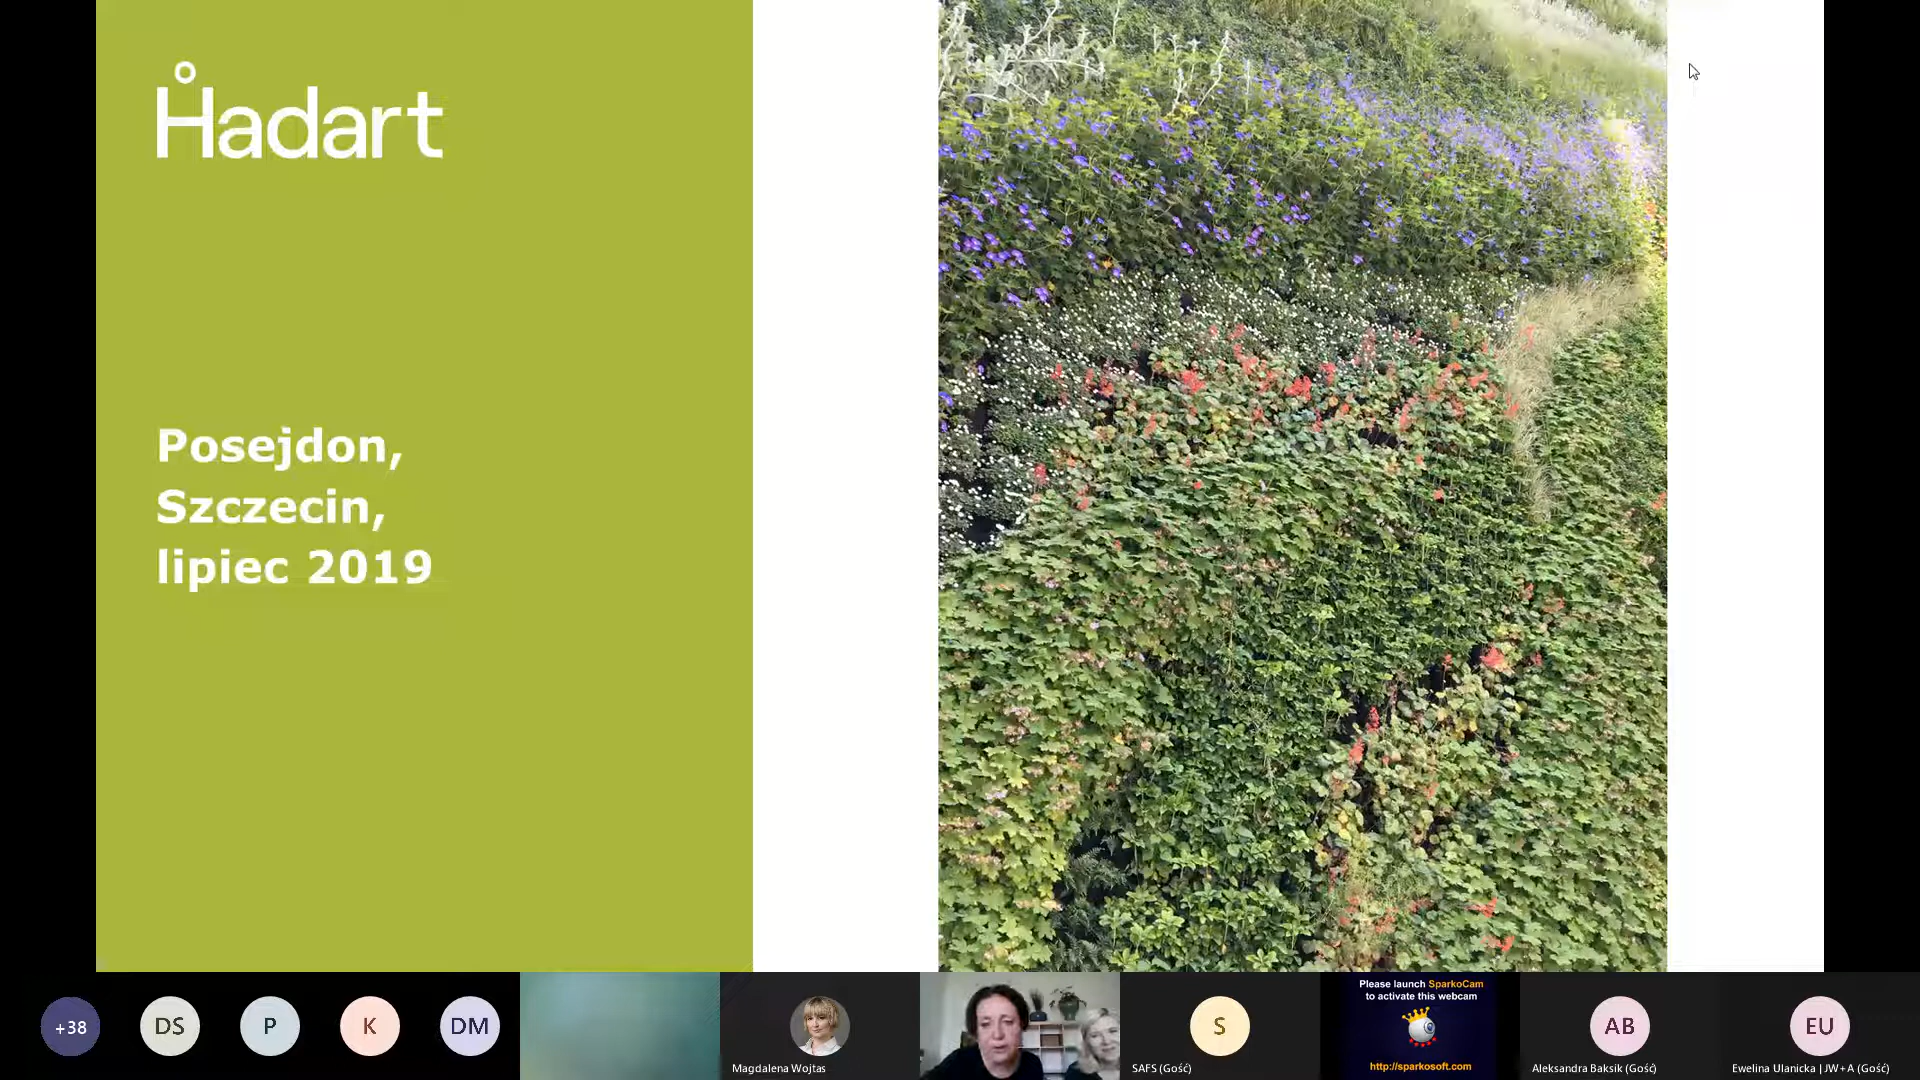 Hadart
Posejdon,
Szczecin,
lipiec 2019
+38
DS
P
K
DM
Magdalena Wojtas
S
SAFS (Gość)
Please launch SparkoCam
to activate this webcam
http://sparkosoft.com
AB
Aleksandra Baksik (Gość)
EU
Ewelina Ulanicka | JW+A (Gość)